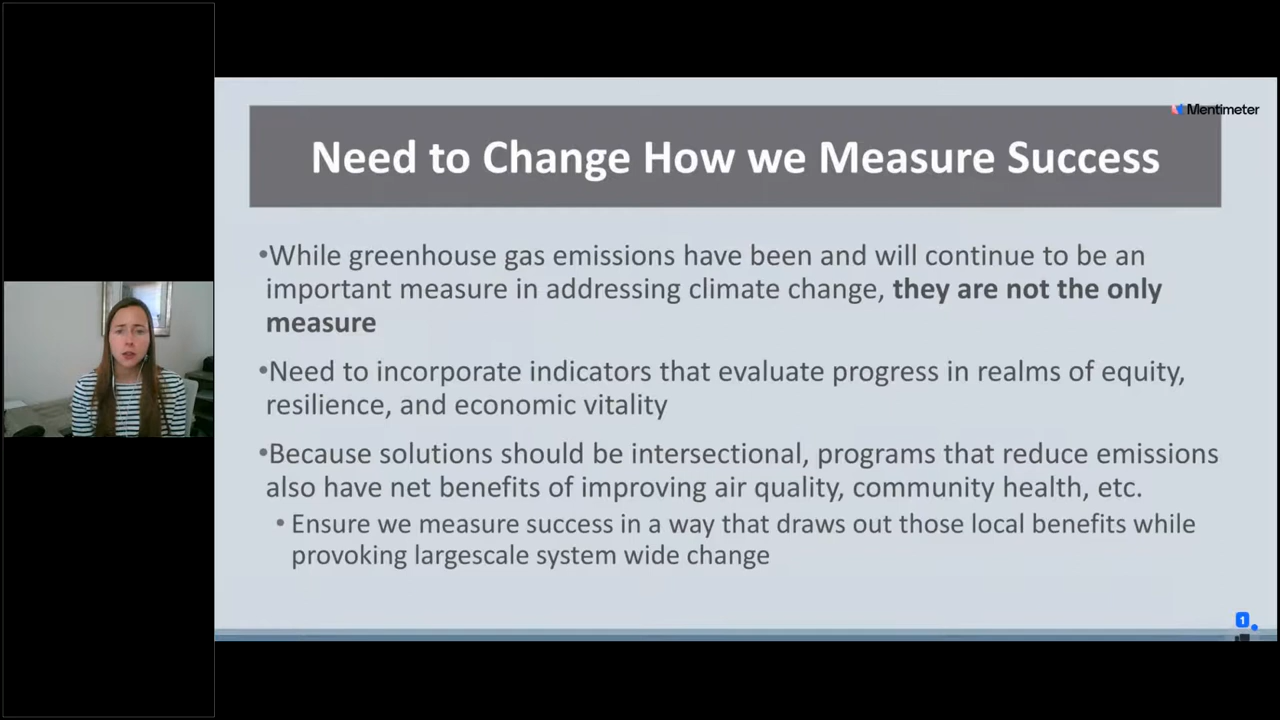 Mentimeter
Need to Change How we Measure Success
•While greenhouse gas emissions have been and will continue to be an
important measure in addressing climate change, they are not the only
measure
•Need to incorporate indicators that evaluate progress in realms of equity,
resilience, and economic vitality
•Because solutions should be intersectional, programs that reduce emissions
also have net benefits of improving air quality, community health, etc.
• Ensure we measure success in a way that draws out those local benefits while
provoking largescale system wide change
1